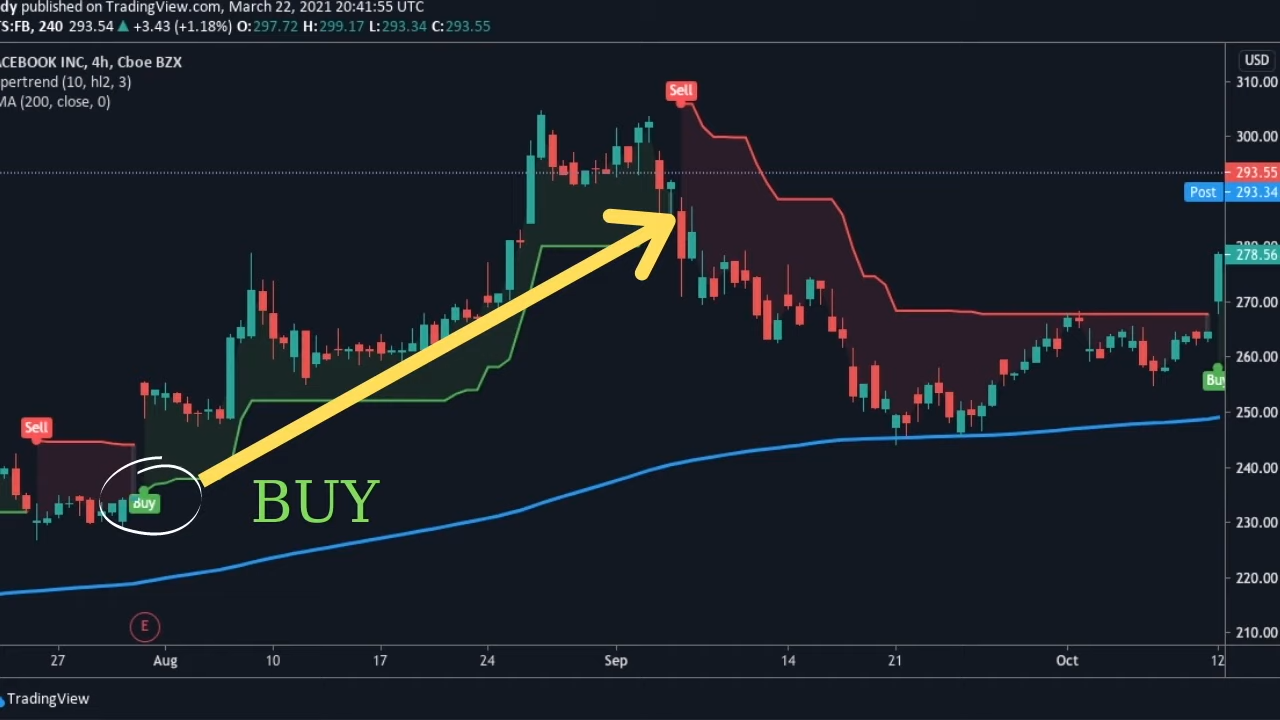 dy published on TradingView.com, March 22, 2021 20:41:55 UTC
TS:FB, 240 293.54 ▲ +3.43 (+1.18%) O:297.72 H:299.17 L:293.34 C:293.55
ACEBOOK INC, 4h, Cboe BZX
pertrend (10, hl2, 3)
MA (200, close, 0)
USD
310.00
Sell
300.00
293.55
Post 293.34
280.00
278.56
270.00
260.00
Buy
250.00
Sell
240.00
Buy
BUY
230.00
220.00
E
210.00
27 Aug 10 17 24 Sep 14 21 Oct 12
TradingView